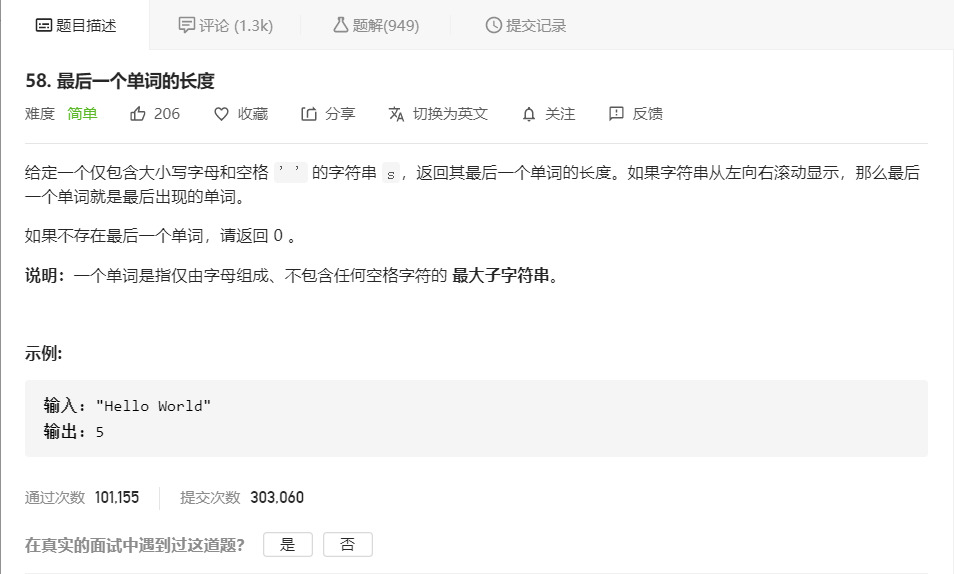 题目描述 评论 (1.3k) 题解(949) 提交记录
58. 最后一个单词的长度
难度 简单 206 收藏 分享 切换为英文 关注 反馈
给定一个仅包含大小写字母和空格 ' ' 的字符串 s，返回其最后一个单词的长度。如果字符串从左向右滚动显示，那么最后
一个单词就是最后出现的单词。
如果不存在最后一个单词，请返回 0 。
说明：一个单词是指仅由字母组成、不包含任何空格字符的 最大子字符串。
示例:
输入: "Hello World"
输出: 5
通过次数 101,155 提交次数 303,060
在真实的面试中遇到过这道题? 是 否